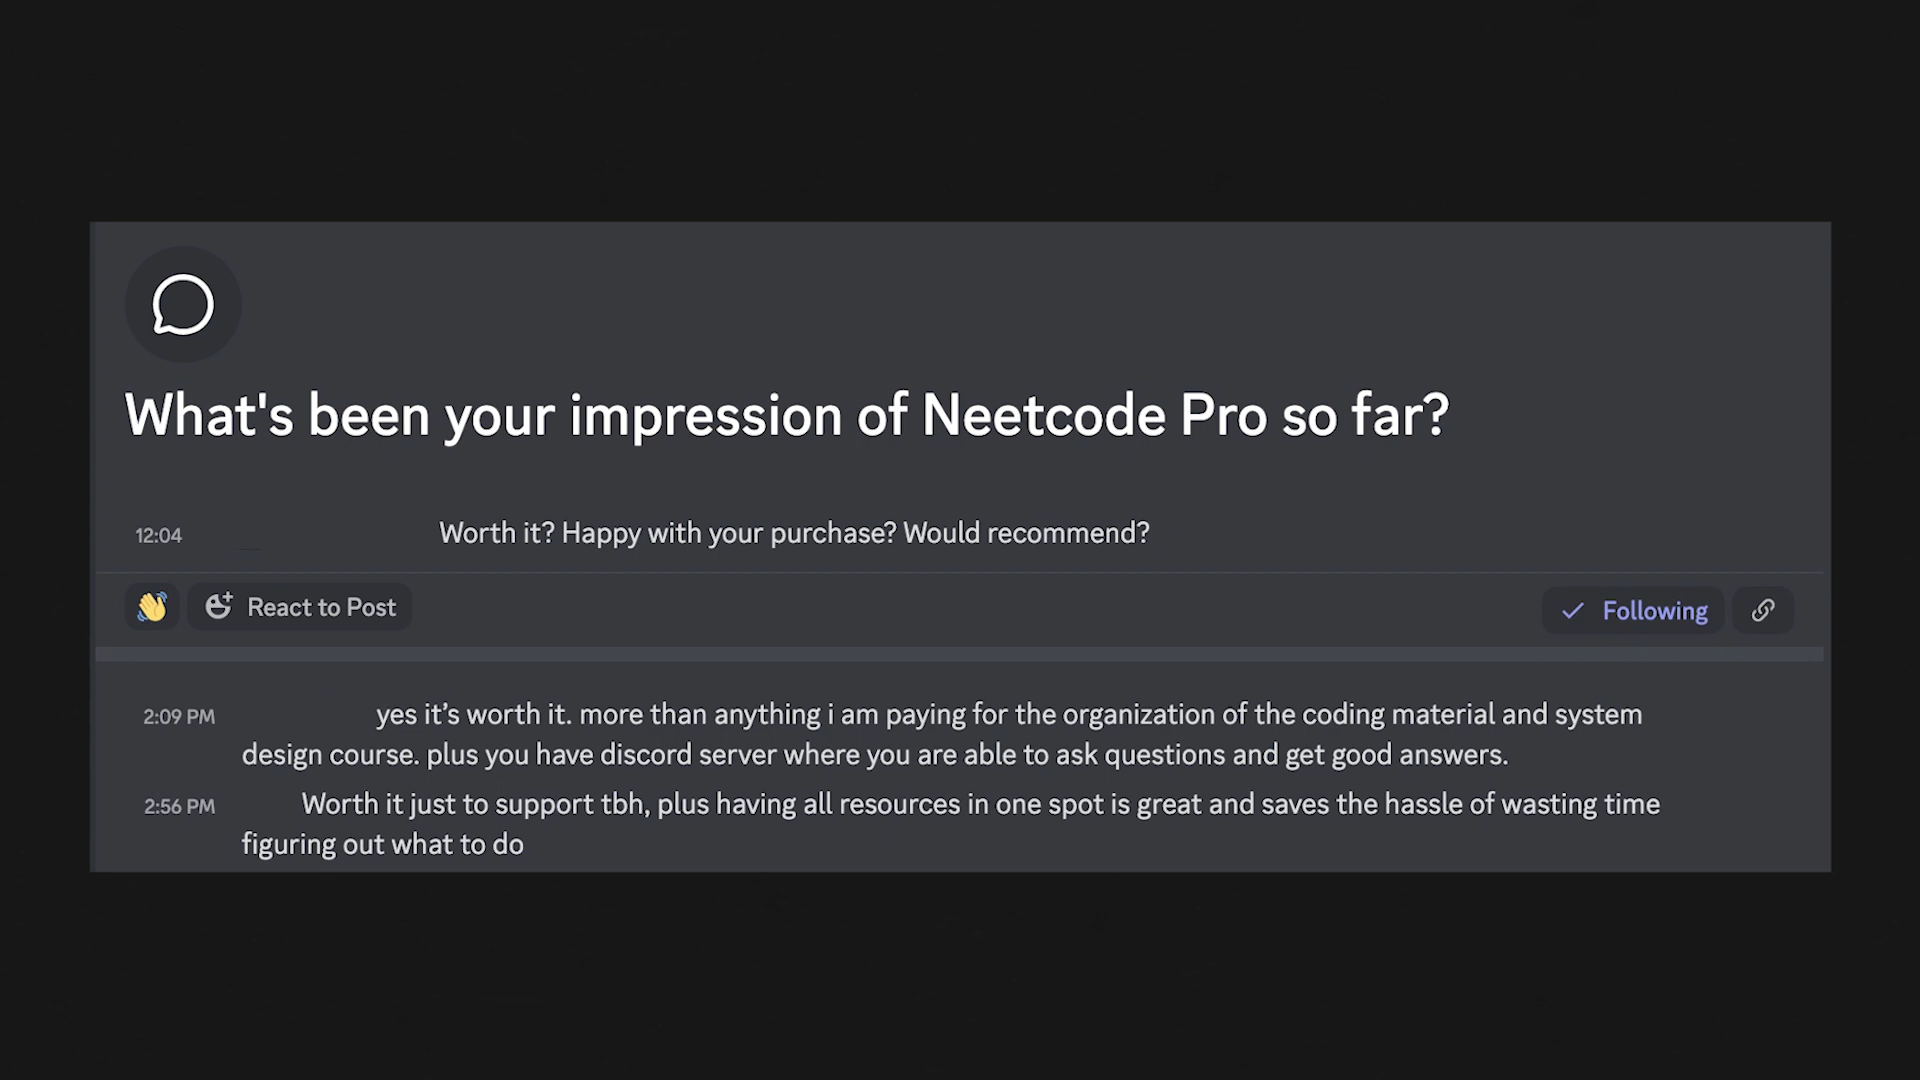 What's been your impression of Neetcode Pro so far?
12:04 Worth it? Happy with your purchase? Would recommend?
React to Post
Following
2:09 PM yes it’s worth it. more than anything i am paying for the organization of the coding material and system
design course. plus you have discord server where you are able to ask questions and get good answers.
2:56 PM Worth it just to support tbh, plus having all resources in one spot is great and saves the hassle of wasting time
figuring out what to do